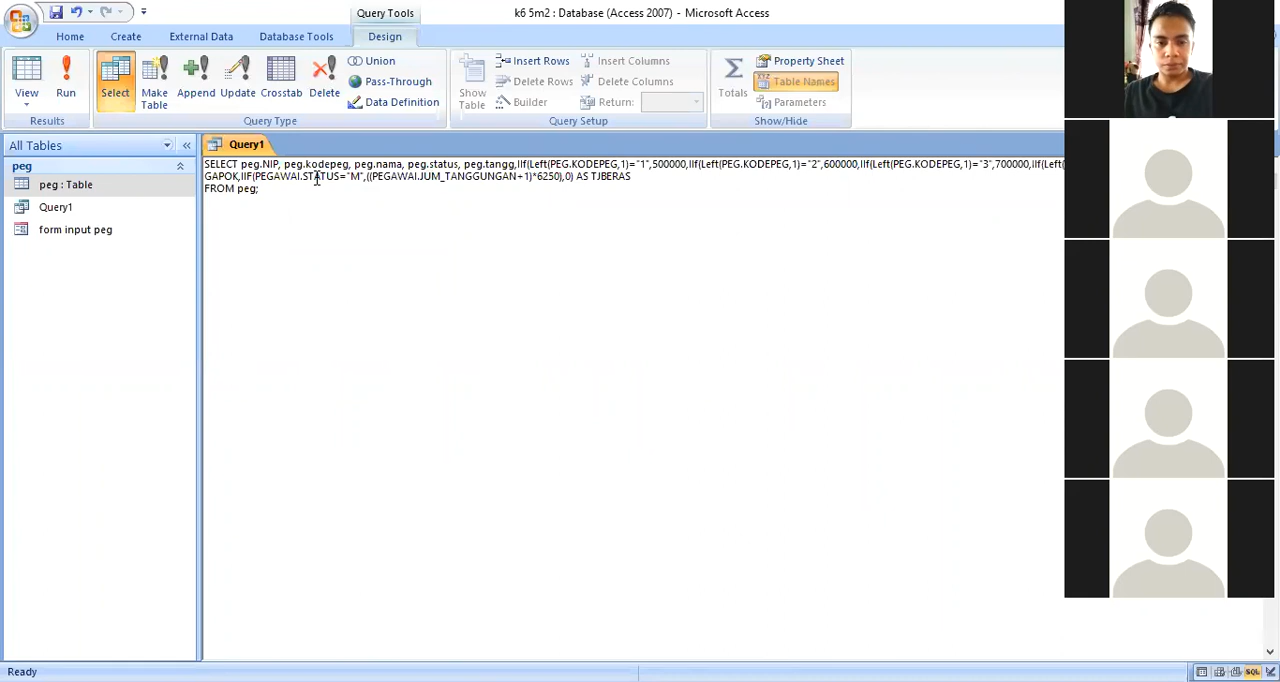 Query Tools
k6 5m2 : Database (Access 2007) - Microsoft Access
Home Create External Data Database Tools Design
View Run Select Make Table Append Update Crosstab Delete
Union
Pass-Through
Data Definition
Show Table
Insert Rows
Delete Rows
Builder
Insert Columns
Delete Columns
Return:
Totals
Property Sheet
Table Names
Parameters
Results Query Type Query Setup Show/Hide
All Tables
Query1
peg
peg : Table
Query1
form input peg
SELECT peg.NIP, peg.kodepeg, peg.nama, peg.status, peg.tangg,IIf(Left(PEG.KODEPEG,1)="1",500000,IIf(Left(PEG.KODEPEG,1)="2",600000,IIf(Left(PEG.KODEPEG,1)="3",700000,IIf(Left(
GAPOK,IIF(PEGAWAI.STATUS="M",((PEGAWAI.JUM_TANGGUNGAN+1)*6250),0) AS TJBERAS
FROM peg;
Ready
SQL